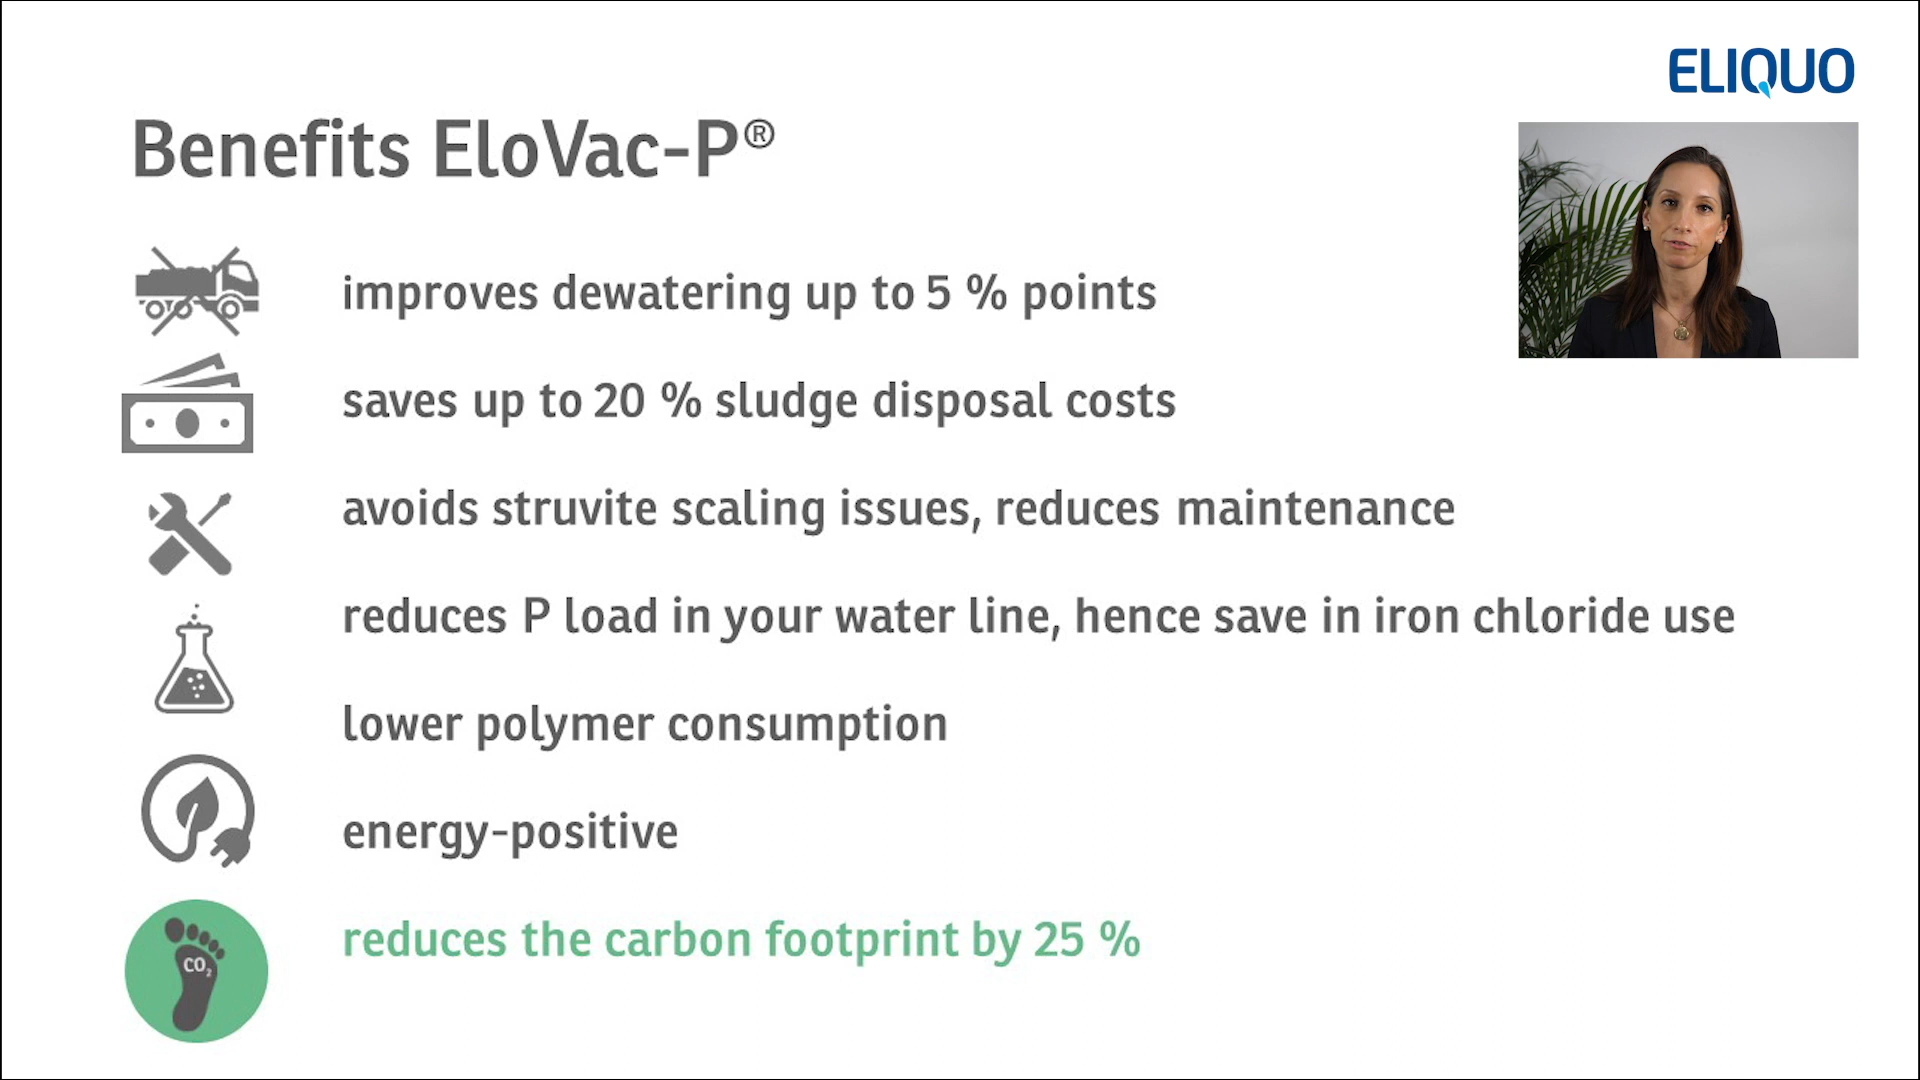 ELIQUO
Benefits EloVac-P®
improves dewatering up to 5 % points
saves up to 20 % sludge disposal costs
avoids struvite scaling issues, reduces maintenance
reduces P load in your water line, hence save in iron chloride use
lower polymer consumption
energy-positive
CO₂
reduces the carbon footprint by 25 %